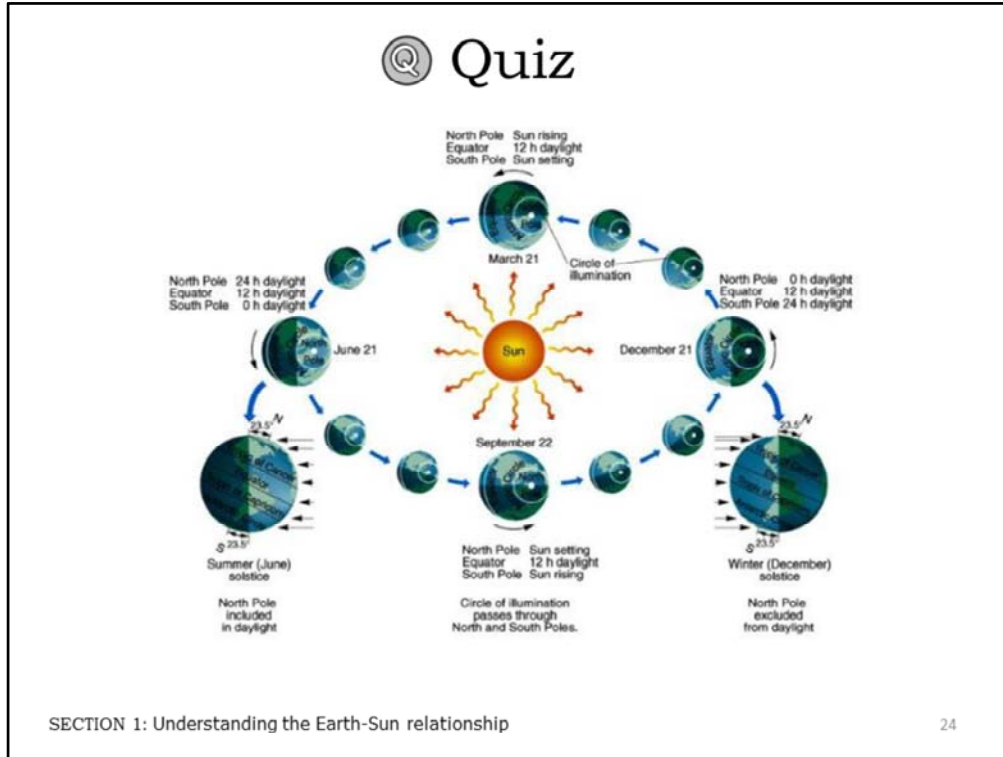 Q Quiz
North Pole Sun rising
Equator 12 h daylight
South Pole Sun setting
March 21
Circle of
illumination
North Pole 24 h daylight
Equator 12 h daylight
South Pole 0 h daylight
North Pole 0 h daylight
Equator 12 h daylight
South Pole 24 h daylight
North
Pole
June 21
Sun
December 21
Equator
September 22
23.5° N
Equator
S 23.5°
Summer (June)
solstice
North Pole
included
in daylight
North Pole Sun setting
Equator 12 h daylight
South Pole Sun rising
Circle of illumination
passes through
North and South Poles.
23.5° N
S 23.5°
Winter (December)
solstice
North Pole
excluded
from daylight
SECTION 1: Understanding the Earth-Sun relationship
24